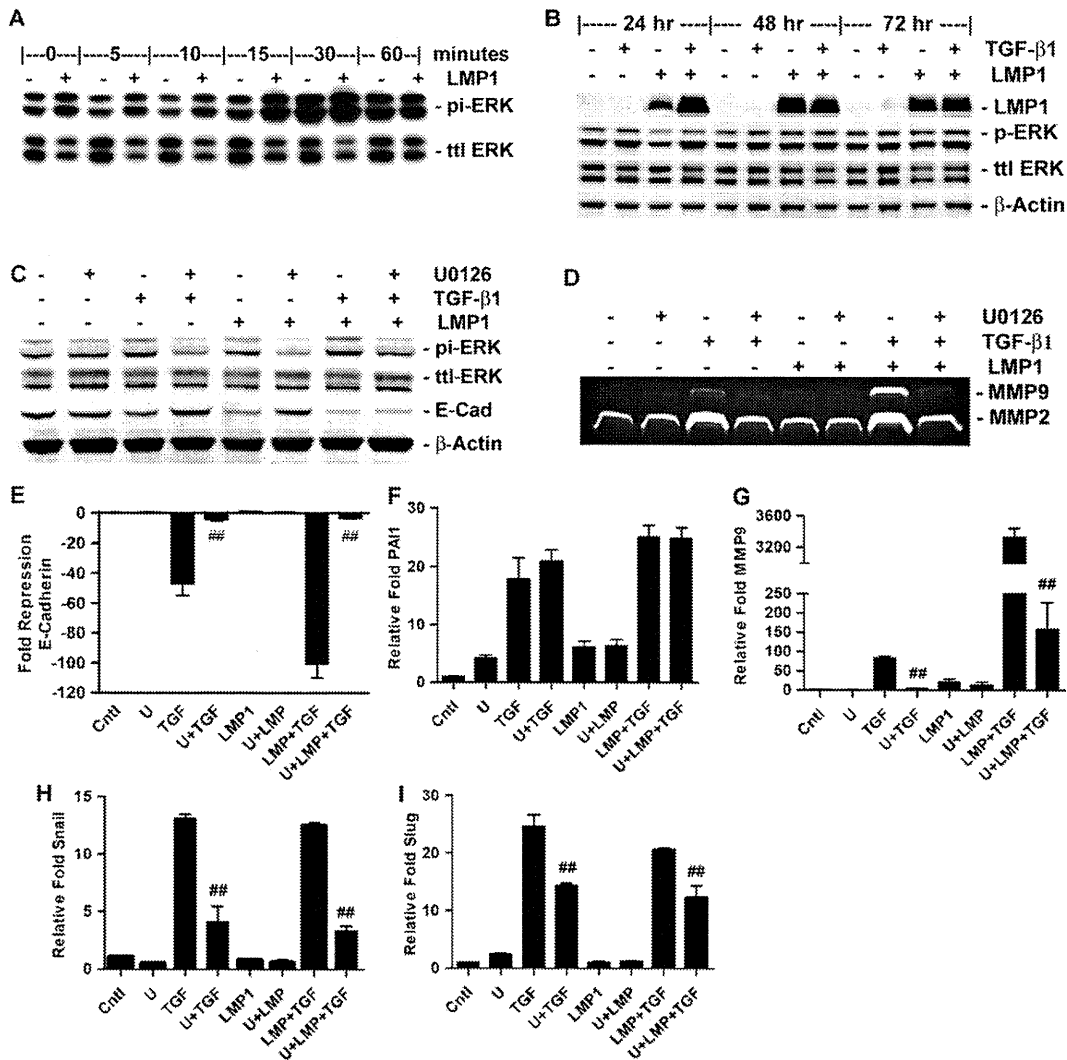 A
|---0---|---5---|---10---|---15---|---30---|---60---| minutes
- + - + - + - + - + - + LMP1
- pi-ERK
- ttl ERK
B
|----- 24 hr ----|---- 48 hr ----|---- 72 hr ----|
- + - + - + - + - + - + TGF-β1
- - + + - - + + - - + + LMP1
- LMP1
- p-ERK
- ttl ERK
- β-Actin
C
- + - + - + - + U0126
- - + + - - + + TGF-β1
- - - - + + + + LMP1
- pi-ERK
- ttl-ERK
- E-Cad
- β-Actin
D
- + - + - + - + U0126
- - + + - - + + TGF-β1
- - - - + + + + LMP1
- MMP9
- MMP2
E
Fold Repression
E-Cadherin
0
-20
-40
-60
-80
-100
-120
## ##
Cntl U TGF U+TGF LMP1 U+LMP LMP+TGF U+LMP+TGF
F
Relative Fold PAI1
30
20
10
0
Cntl U TGF U+TGF LMP1 U+LMP LMP+TGF U+LMP+TGF
G
Relative Fold MMP9
3600
3200
250
200
150
100
50
0
## ##
Cntl U TGF U+TGF LMP1 U+LMP LMP+TGF U+LMP+TGF
H
Relative Fold Snail
15
10
5
0
## ##
Cntl U TGF U+TGF LMP1 U+LMP LMP+TGF U+LMP+TGF
I
Relative Fold Slug
30
20
10
0
## ##
Cntl U TGF U+TGF LMP1 U+LMP LMP+TGF U+LMP+TGF